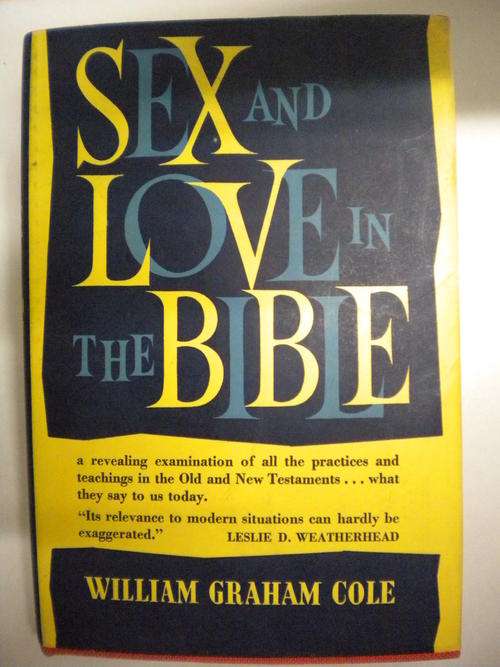 SEX AND
LOVE IN
THE BIBLE
a revealing examination of all the practices and
teachings in the Old and New Testaments . . . what
they say to us today.
“Its relevance to modern situations can hardly be
exaggerated.” LESLIE D. WEATHERHEAD
WILLIAM GRAHAM COLE